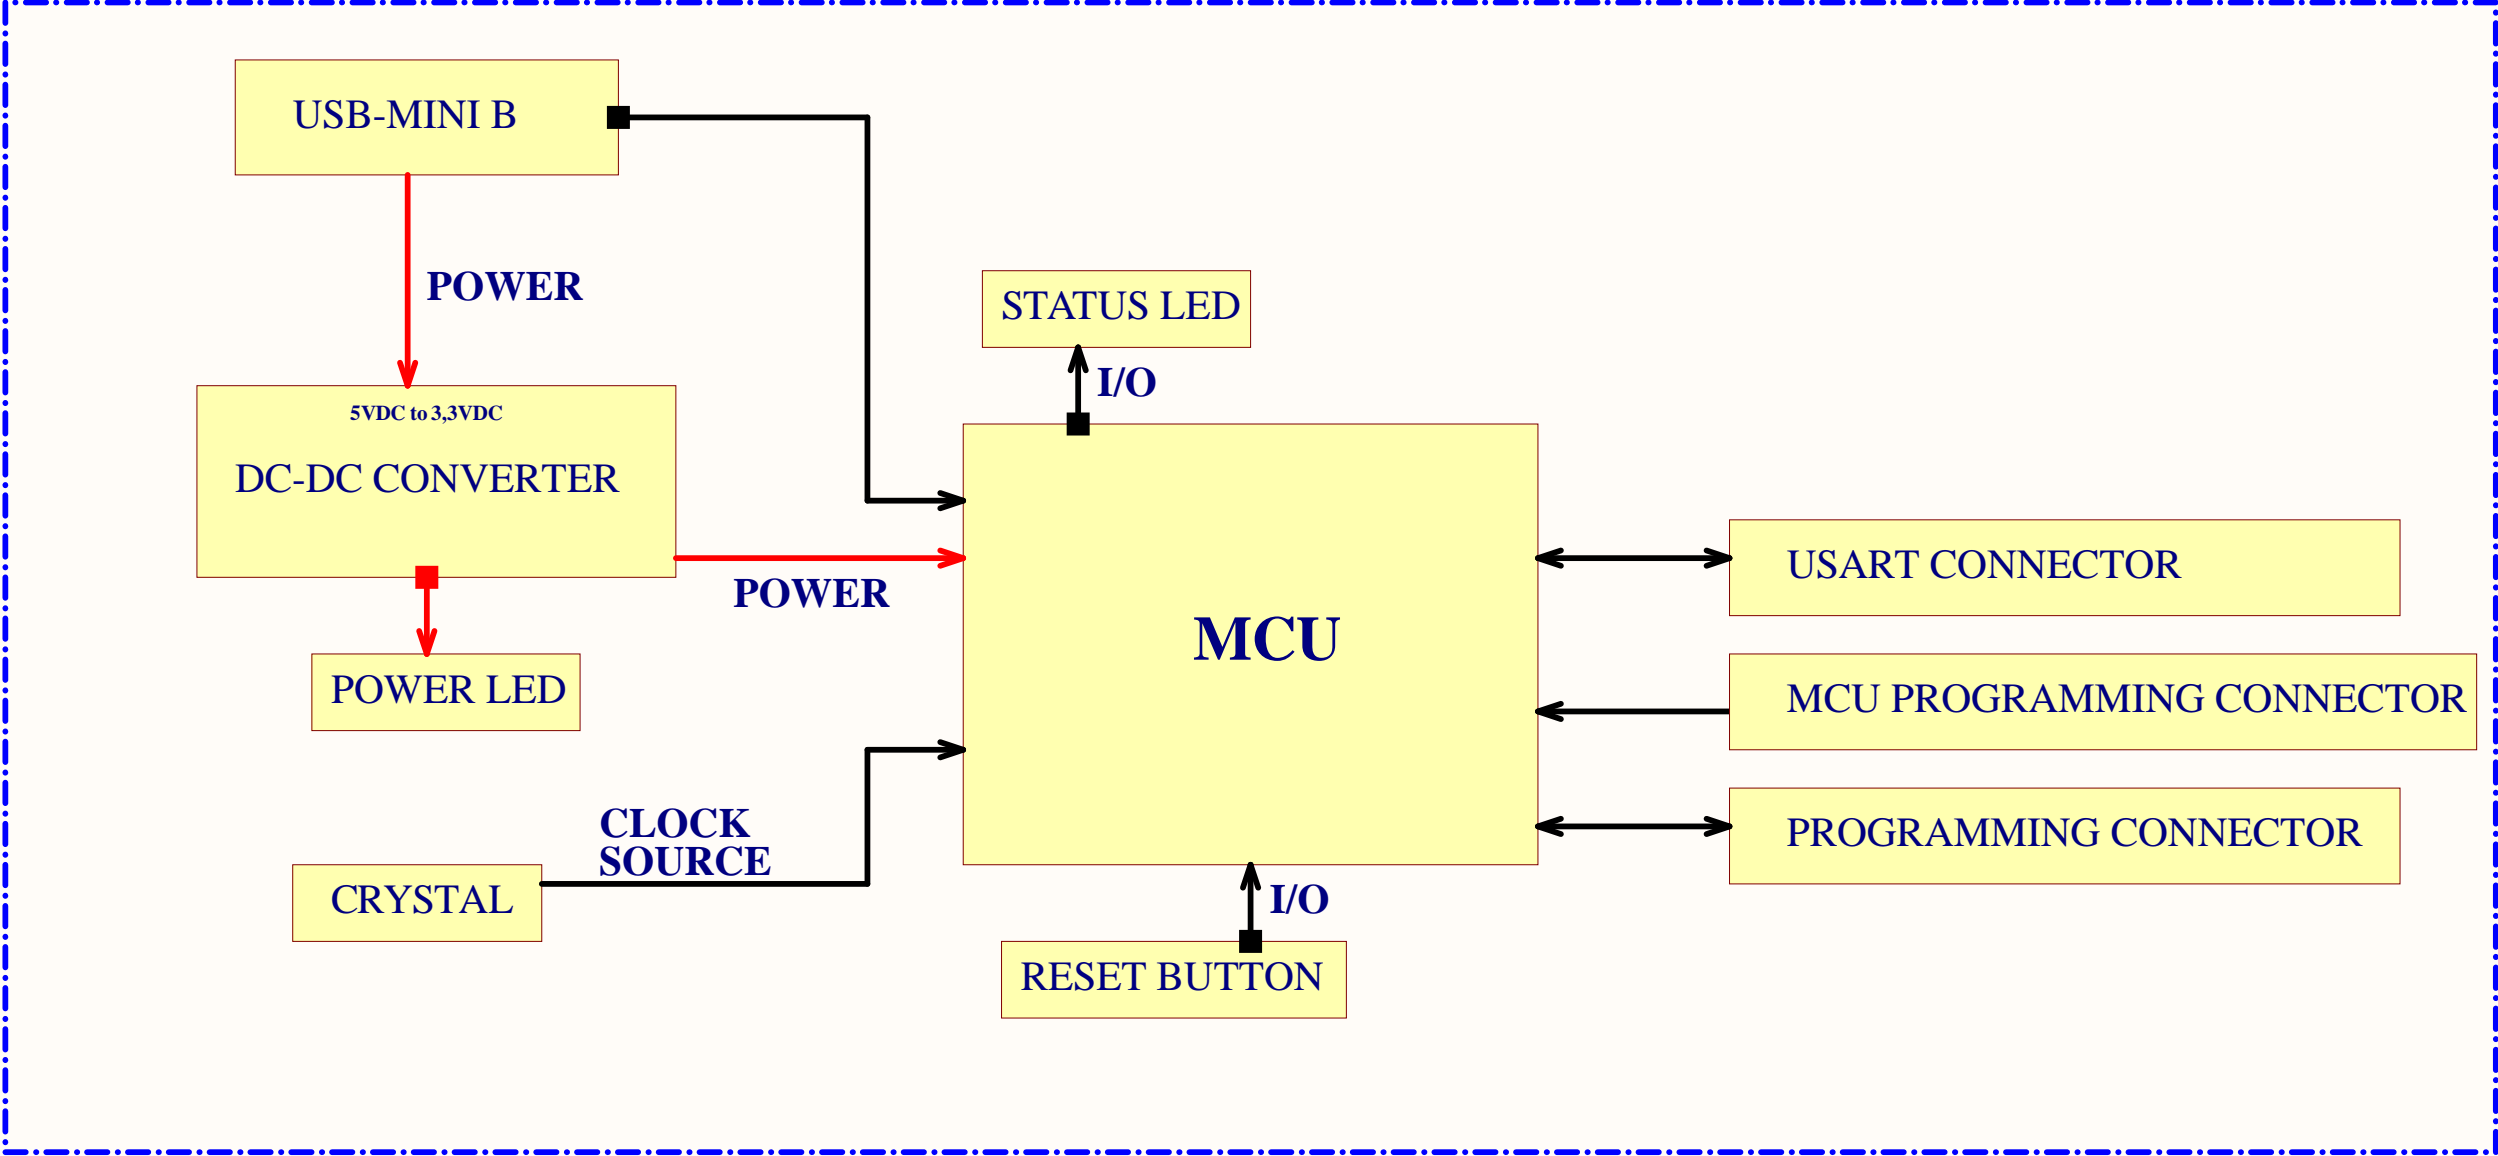 USB-MINI B
POWER
STATUS LED
I/O
5VDC to 3,3VDC
DC-DC CONVERTER
POWER
MCU
USART CONNECTOR
POWER LED
MCU PROGRAMMING CONNECTOR
CLOCK
SOURCE
PROGRAMMING CONNECTOR
CRYSTAL
I/O
RESET BUTTON